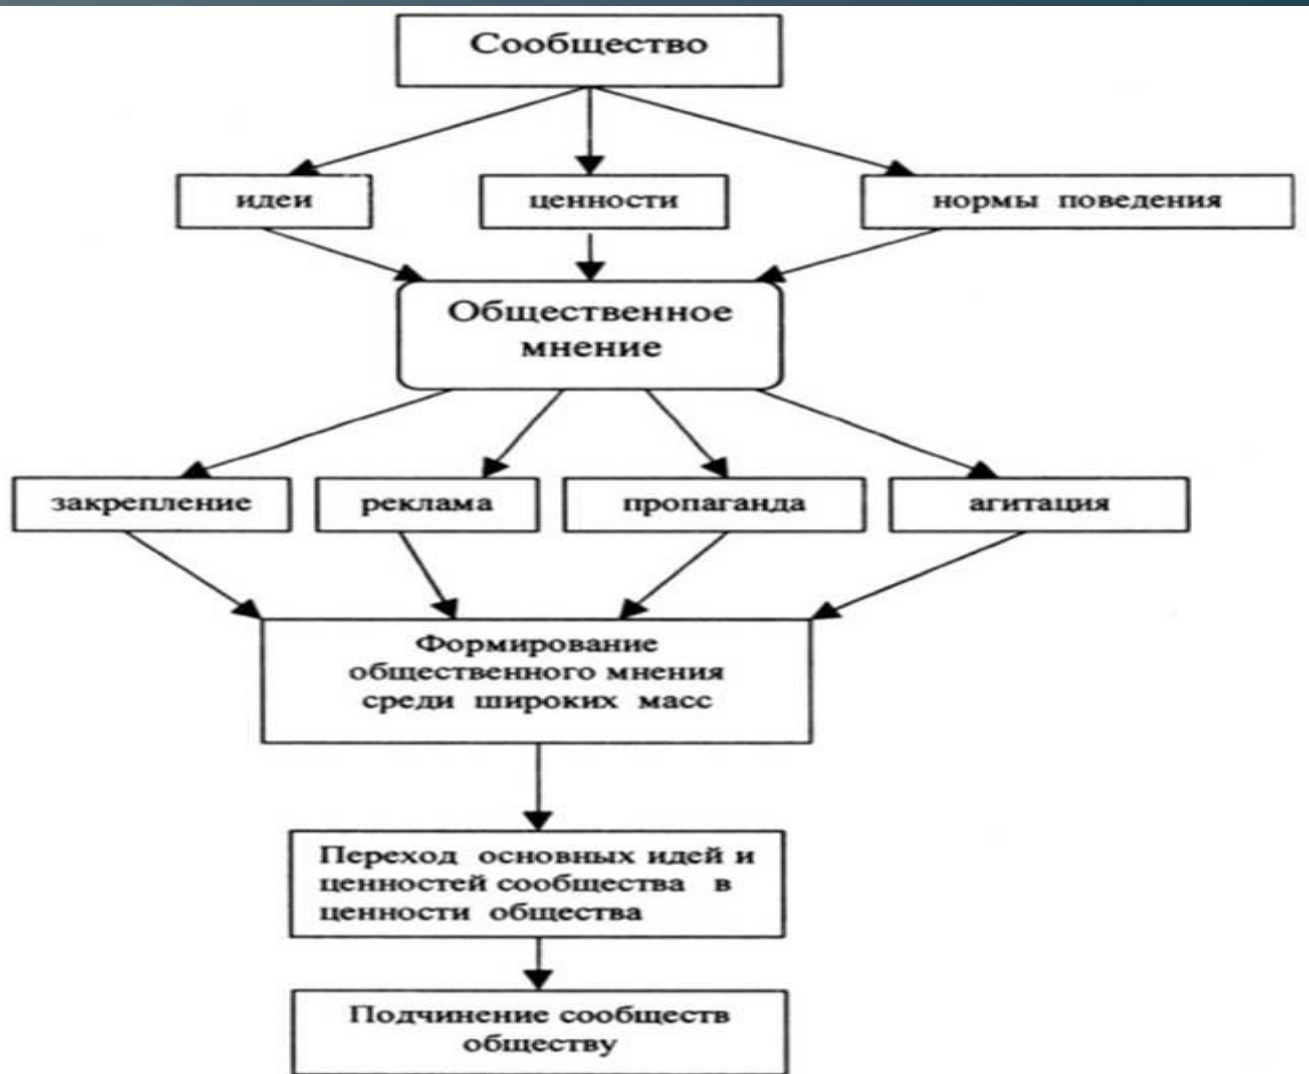 Сообщество
идеи
ценности
нормы поведения
Общественное
мнение
закрепление
реклама
пропаганда
агитация
Формирование
общественного мнения
среди широких масс
Переход основных идей и
ценностей сообщества в
ценности общества
Подчинение сообществ
обществу